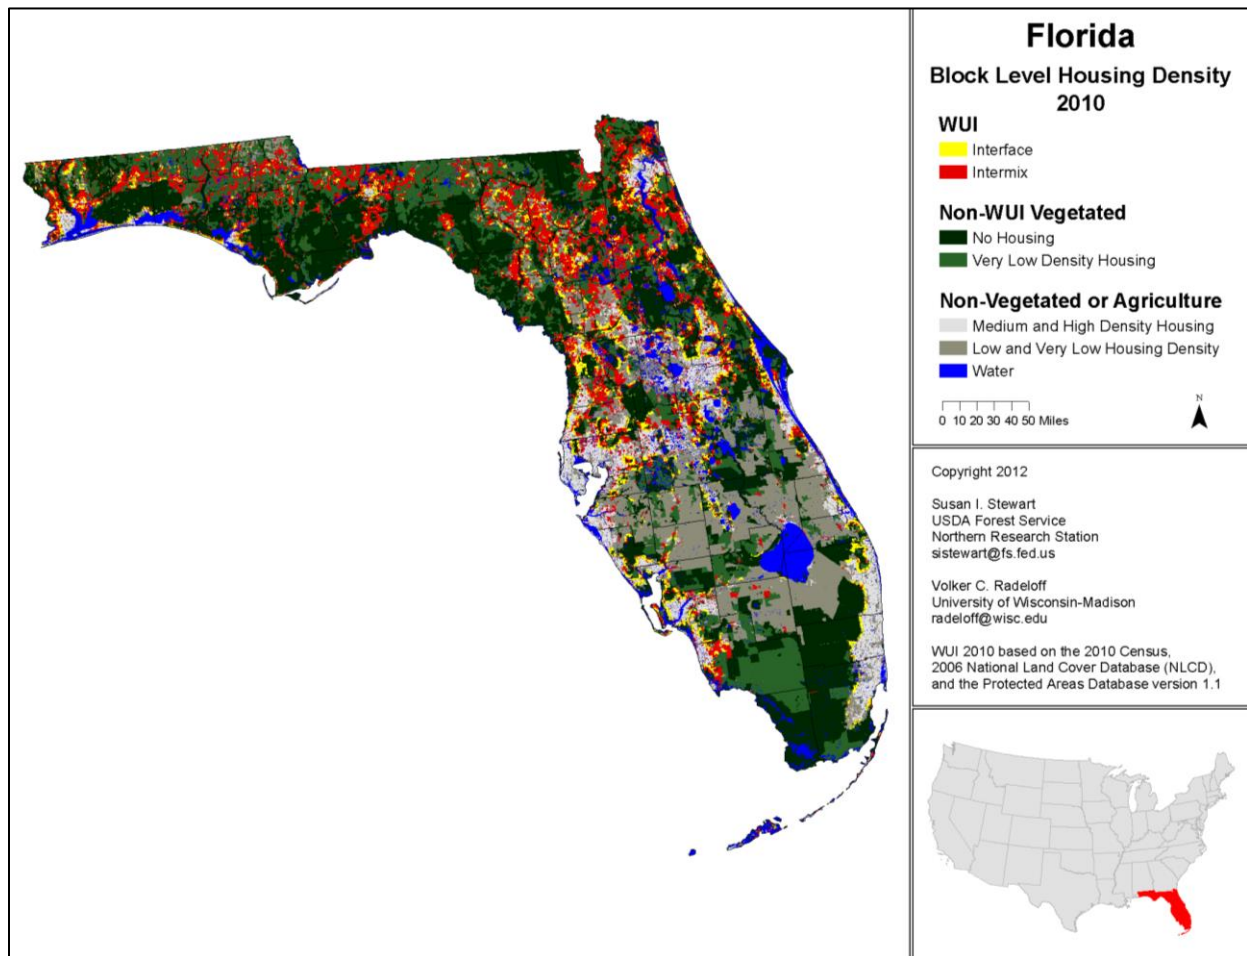 Florida
Block Level Housing Density
2010
WUI
Interface
Intermix
Non-WUI Vegetated
No Housing
Very Low Density Housing
Non-Vegetated or Agriculture
Medium and High Density Housing
Low and Very Low Housing Density
Water
N
0 10 20 30 40 50 Miles
Copyright 2012
Susan I. Stewart
USDA Forest Service
Northern Research Station
sistewart@fs.fed.us
Volker C. Radeloff
University of Wisconsin-Madison
radeloff@wisc.edu
WUI 2010 based on the 2010 Census,
2006 National Land Cover Database (NLCD),
and the Protected Areas Database version 1.1